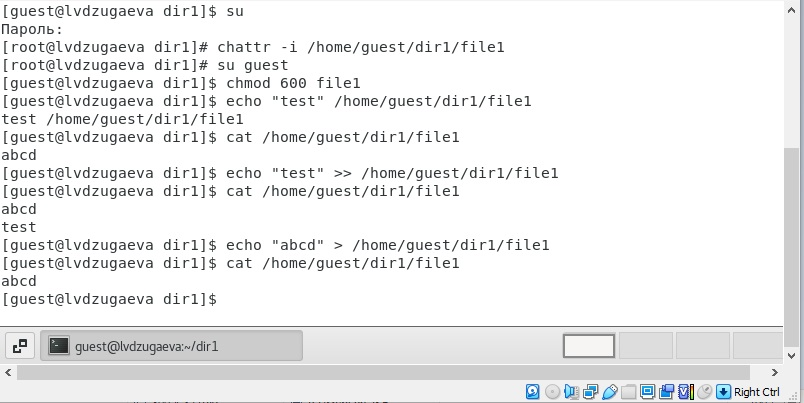 [guest@lvdzugaeva dir1]$ su
Пароль:
[root@lvdzugaeva dir1]# chattr -i /home/guest/dir1/file1
[root@lvdzugaeva dir1]# su guest
[guest@lvdzugaeva dir1]$ chmod 600 file1
[guest@lvdzugaeva dir1]$ echo "test" /home/guest/dir1/file1
test /home/guest/dir1/file1
[guest@lvdzugaeva dir1]$ cat /home/guest/dir1/file1
abcd
[guest@lvdzugaeva dir1]$ echo "test" >> /home/guest/dir1/file1
[guest@lvdzugaeva dir1]$ cat /home/guest/dir1/file1
abcd
test
[guest@lvdzugaeva dir1]$ echo "abcd" > /home/guest/dir1/file1
[guest@lvdzugaeva dir1]$ cat /home/guest/dir1/file1
abcd
[guest@lvdzugaeva dir1]$
guest@lvdzugaeva:~/dir1
Right Ctrl